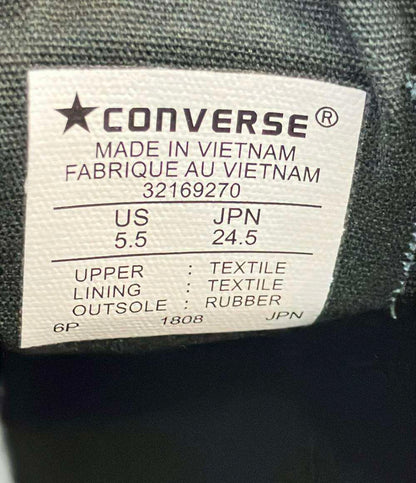 ★CONVERSE®
MADE IN VIETNAM
FABRIQUE AU VIETNAM
32169270
US JPN
5.5 24.5
UPPER : TEXTILE
LINING : TEXTILE
OUTSOLE : RUBBER
6P 1808 JPN